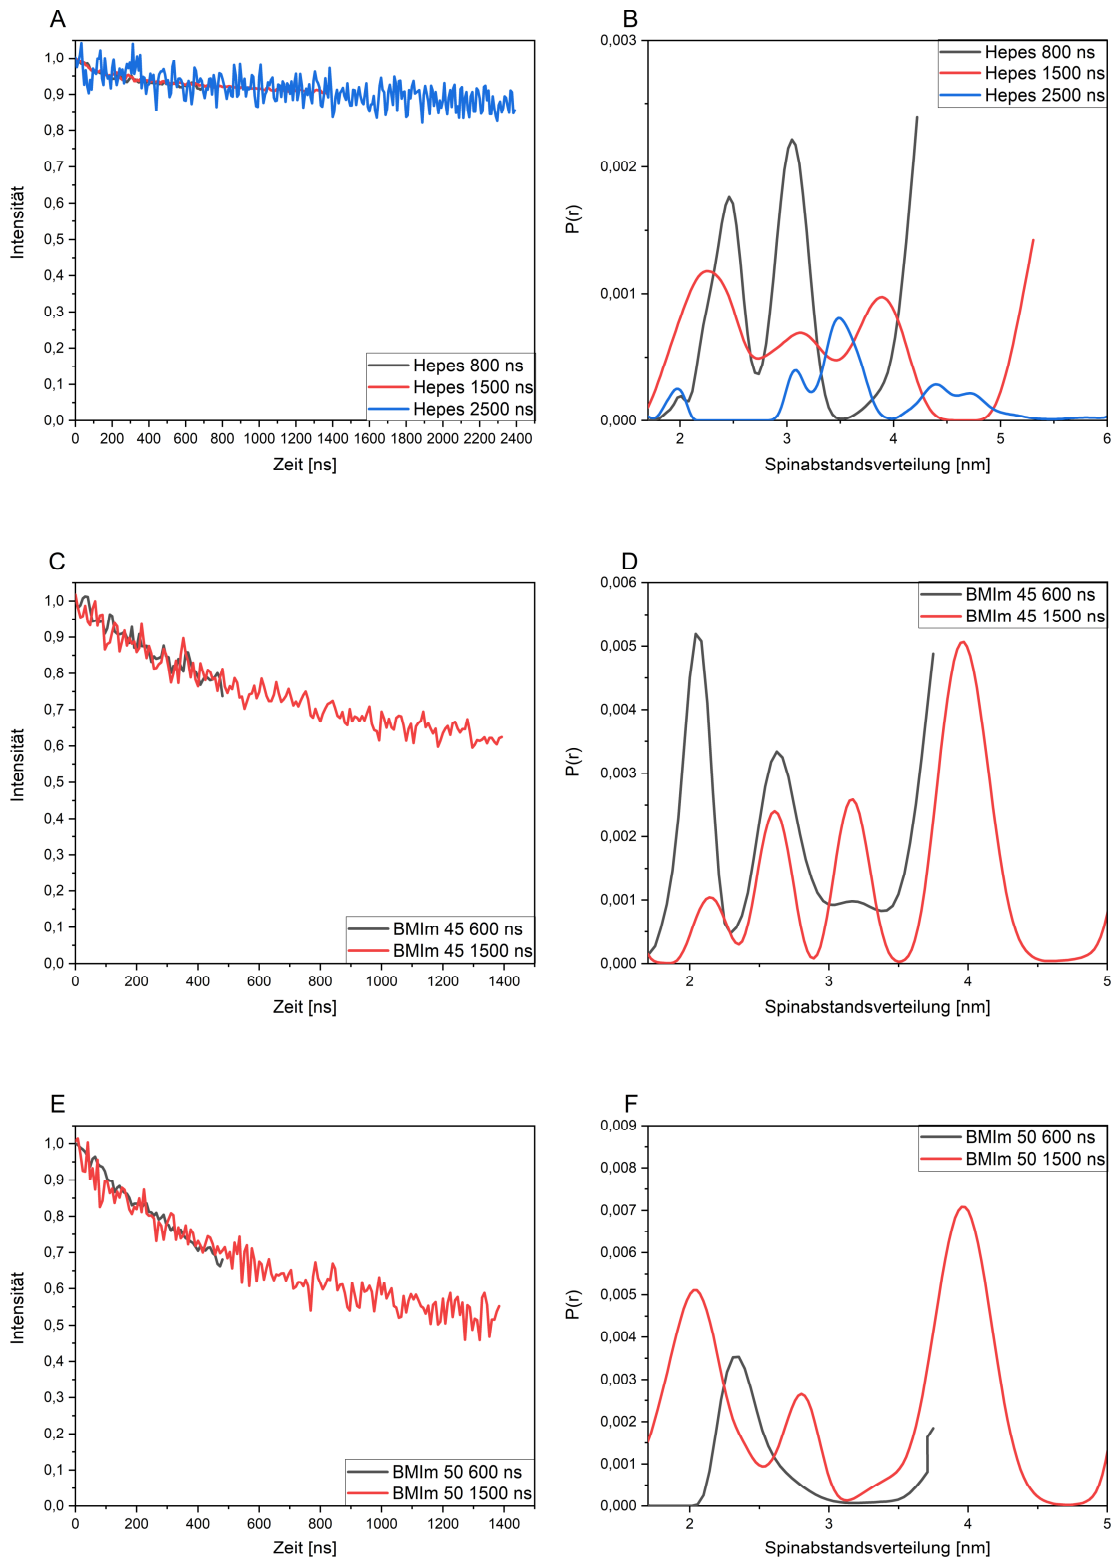 A
Intensität
1,0
0,9
0,8
0,7
0,6
0,5
0,4
0,3
0,2
0,1
0,0
Hepes 800 ns
Hepes 1500 ns
Hepes 2500 ns
0 200 400 600 800 1000 1200 1400 1600 1800 2000 2200 2400
Zeit [ns]
B
P(r)
0,003
0,002
0,001
0,000
Hepes 800 ns
Hepes 1500 ns
Hepes 2500 ns
2 3 4 5 6
Spinabstandsverteilung [nm]
C
Intensität
1,0
0,9
0,8
0,7
0,6
0,5
0,4
0,3
0,2
0,1
0,0
BMIm 45 600 ns
BMIm 45 1500 ns
0 200 400 600 800 1000 1200 1400
Zeit [ns]
D
P(r)
0,006
0,005
0,004
0,003
0,002
0,001
0,000
BMIm 45 600 ns
BMIm 45 1500 ns
2 3 4 5
Spinabstandsverteilung [nm]
E
Intensität
1,0
0,9
0,8
0,7
0,6
0,5
0,4
0,3
0,2
0,1
0,0
BMIm 50 600 ns
BMIm 50 1500 ns
0 200 400 600 800 1000 1200 1400
Zeit [ns]
F
P(r)
0,009
0,008
0,007
0,006
0,005
0,004
0,003
0,002
0,001
0,000
BMIm 50 600 ns
BMIm 50 1500 ns
2 3 4 5
Spinabstandsverteilung [nm]